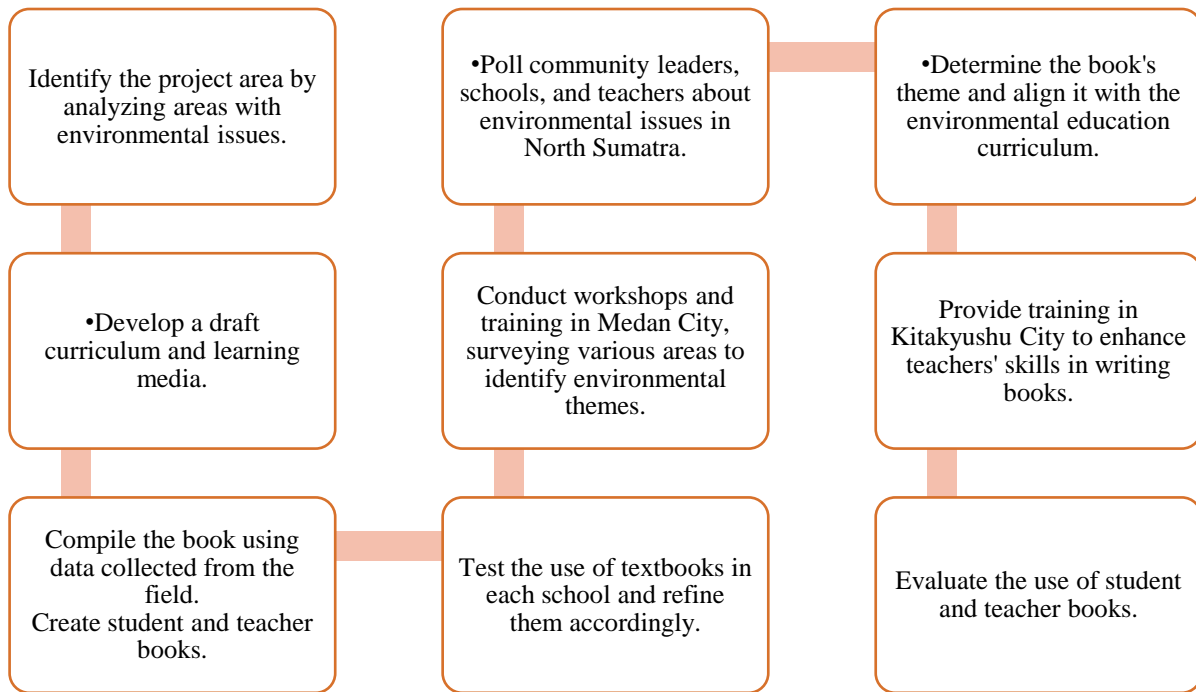 Identify the project area by
analyzing areas with
environmental issues.
•Poll community leaders,
schools, and teachers about
environmental issues in
North Sumatra.
•Determine the book's
theme and align it with the
environmental education
curriculum.
•Develop a draft
curriculum and learning
media.
Conduct workshops and
training in Medan City,
surveying various areas to
identify environmental
themes.
Provide training in
Kitakyushu City to enhance
teachers' skills in writing
books.
Compile the book using
data collected from the
field.
Create student and teacher
books.
Test the use of textbooks in
each school and refine
them accordingly.
Evaluate the use of student
and teacher books.